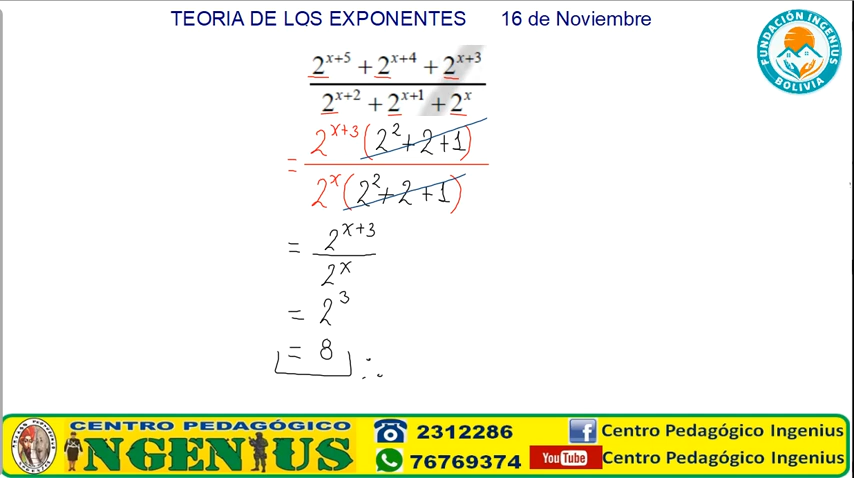 TEORIA DE LOS EXPONENTES 16 de Noviembre
FUNDACIÓN INGENIUS
BOLIVIA
2^{x+5} + 2^{x+4} + 2^{x+3}
2^{x+2} + 2^{x+1} + 2^x
= 2^{x+3} (2^2 + 2 + 1)
2^x (2^2 + 2 + 1)
= 2^{x+3}
2^x
= 2^3
= 8 ∴
CENTRO PEDAGÓGICO
INGENIUS
2312286
76769374
f Centro Pedagógico Ingenius
YouTube Centro Pedagógico Ingenius